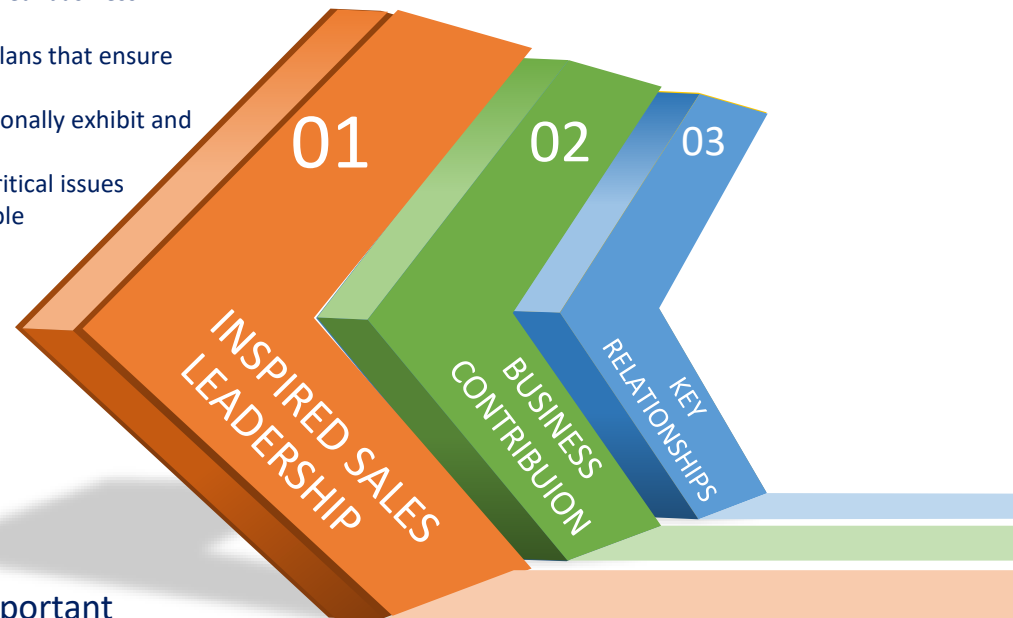 lans that ensure
onally exhibit and
ritical issues
ole
01
INSPIRED SALES
LEADERSHIP
02
BUSINESS
CONTRIBUION
03
KEY
RELATIONSHIPS
portant